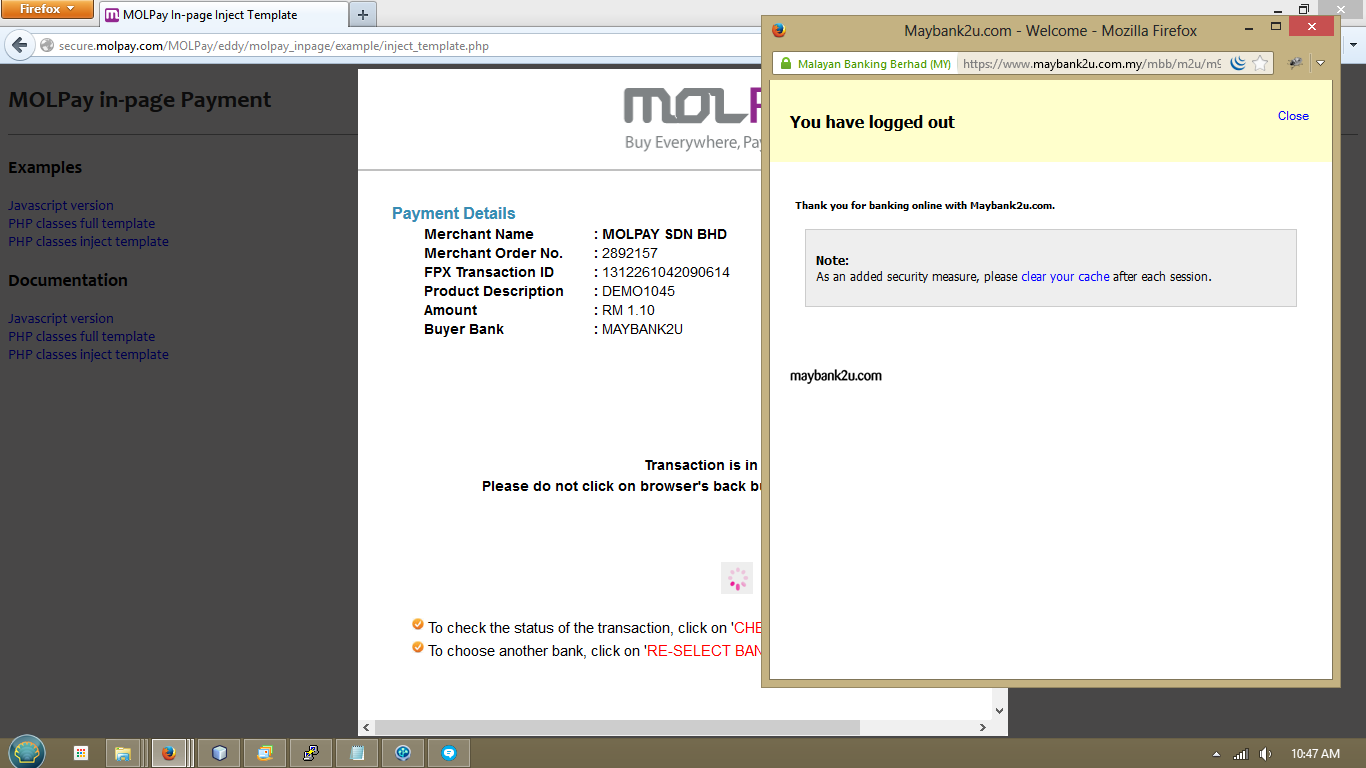 Firefox
MOLPay In-page Inject Template
secure.molpay.com/MOLPay/eddy/molpay_inpage/example/inject_template.php
MOLPay in-page Payment
Examples
Javascript version
PHP classes full template
PHP classes inject template
Documentation
Javascript version
PHP classes full template
PHP classes inject template
MOLP
Buy Everywhere, Pay
Payment Details
Merchant Name : MOLPAY SDN BHD
Merchant Order No. : 2892157
FPX Transaction ID : 1312261042090614
Product Description : DEMO1045
Amount : RM 1.10
Buyer Bank : MAYBANK2U
Transaction is in
Please do not click on browser's back bu
To check the status of the transaction, click on 'CHE
To choose another bank, click on 'RE-SELECT BAN
Maybank2u.com - Welcome - Mozilla Firefox
Malayan Banking Berhad (MY) https://www.maybank2u.com.my/mbb/m2u/m9
You have logged out
Close
Thank you for banking online with Maybank2u.com.
Note:
As an added security measure, please clear your cache after each session.
maybank2u.com
10:47 AM